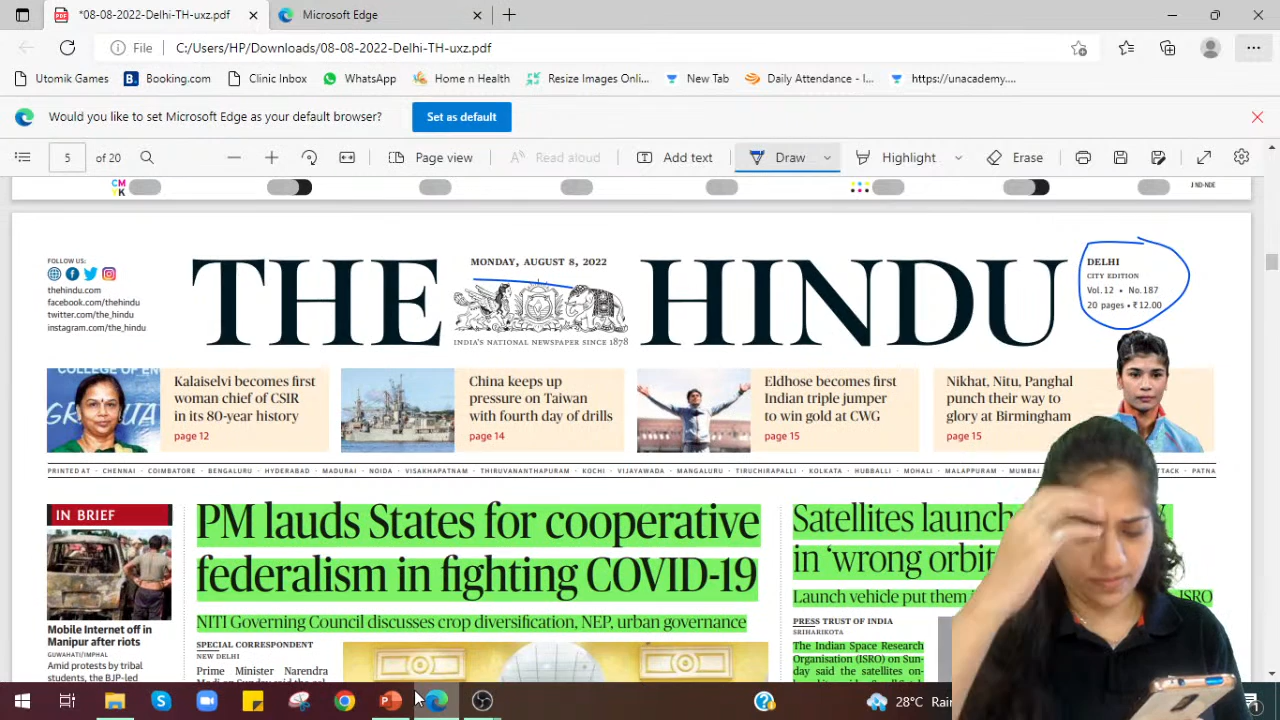 File C:/Users/HP/Downloads/08-08-2022-Delhi-TH-uxz.pdf
Utomik Games Booking.com Clinic Inbox WhatsApp Home n Health Resize Images Onli... New Tab Daily Attendance - I... https://unacademy....
Would you like to set Microsoft Edge as your default browser? Set as default
5 of 20 Page view Read aloud Add text Draw Highlight Erase
CMYK
J ND-NDE
FOLLOW US:
thehindu.com
facebook.com/thehindu
twitter.com/the_hindu
instagram.com/the_hindu
MONDAY, AUGUST 8, 2022
THE HINDU
INDIA'S NATIONAL NEWSPAPER SINCE 1878
DELHI
CITY EDITION
Vol. 12 • No. 187
20 pages • ₹ 12.00
Kalaiselvi becomes first
woman chief of CSIR
in its 80-year history
page 12
China keeps up
pressure on Taiwan
with fourth day of drills
page 14
Eldhose becomes first
Indian triple jumper
to win gold at CWG
page 15
Nikhat, Nitu, Panghal
punch their way to
glory at Birmingham
page 15
PRINTED AT • CHENNAI • COIMBATORE • BENGALURU • HYDERABAD • MADURAI • NOIDA • VISAKHAPATNAM • THIRUVANANTHAPURAM • KOCHI • VIJAYAWADA • MANGALURU • TIRUCHIRAPALLI • KOLKATA • HUBBALLI • MOHALI • MALAPPURAM • MUMBAI • PATNA
IN BRIEF
Mobile Internet off in
Manipur after riots
GUWAHATI/IMPHAL
Amid protests by tribal
students, the BJP-led
PM lauds States for cooperative
federalism in fighting COVID-19
NITI Governing Council discusses crop diversification, NEP, urban governance
SPECIAL CORRESPONDENT
NEW DELHI
Prime Minister Narendra
Satellites launch
in 'wrong orbit
Launch vehicle put them ISRO
PRESS TRUST OF INDIA
SRIHARIKOTA
The Indian Space Research
Organisation (ISRO) on Sun-
day said the satellites on-
28°C